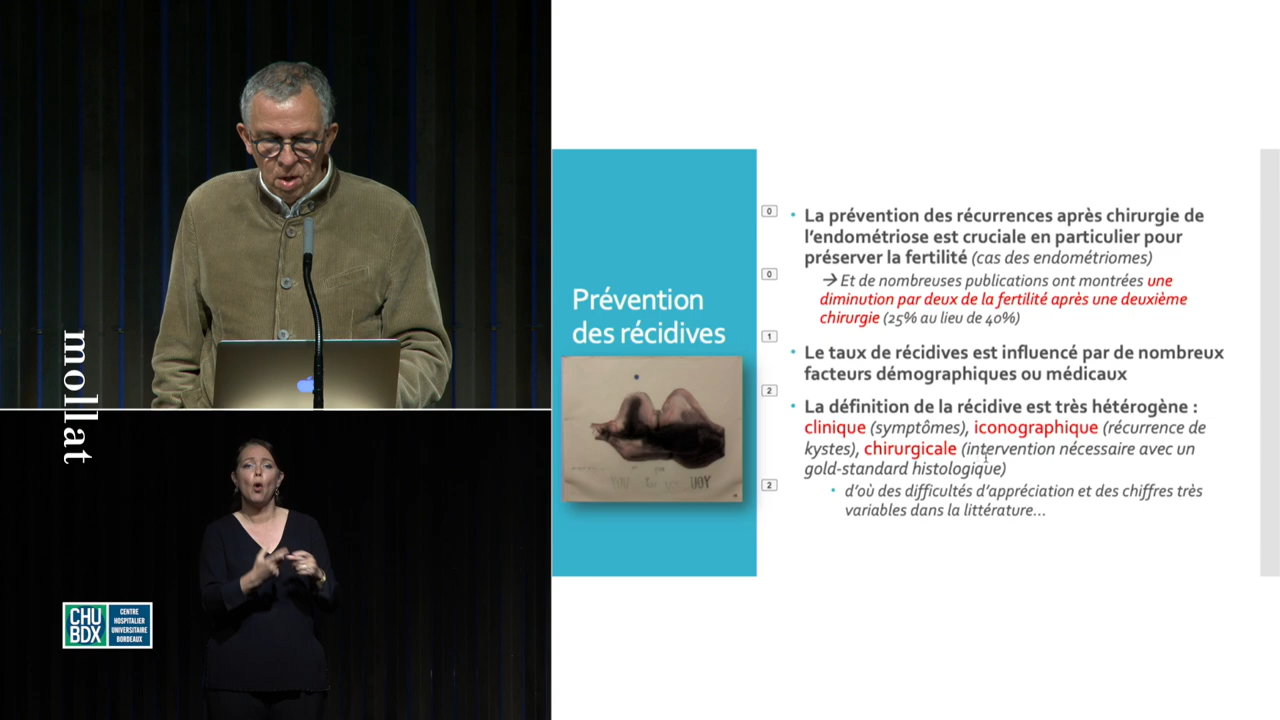 mollat
CHU
BDX
CENTRE
HOSPITALIER
UNIVERSITAIRE
BORDEAUX
Prévention
des récidives
0
La prévention des récurrences après chirurgie de
l'endométriose est cruciale en particulier pour
préserver la fertilité (cas des endométriomes)
0
→ Et de nombreuses publications ont montrées une
diminution par deux de la fertilité après une deuxième
chirurgie (25% au lieu de 40%)
1
• Le taux de récidives est influencé par de nombreux
facteurs démographiques ou médicaux
2
• La définition de la récidive est très hétérogène :
clinique (symptômes), iconographique (récurrence de
kystes), chirurgicale (intervention nécessaire avec un
gold-standard histologique)
2
• d'où des difficultés d'appréciation et des chiffres très
variables dans la littérature...